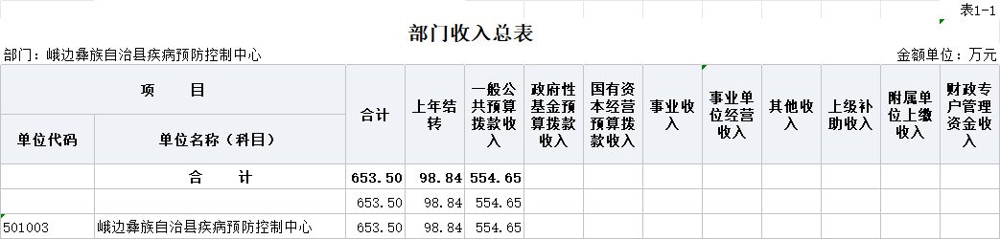 表1-1
部门收入总表
部门：峨边彝族自治县疾病预防控制中心 金额单位：万元
项 目 合计 上年结转 一般公共预算拨款收入 政府性基金预算拨款收入 国有资本经营预算拨款收入 事业收入 事业单位经营收入 其他收入 上级补助收入 附属单位上缴收入 财政专户管理资金收入
单位代码 单位名称（科目）
合 计 653.50 98.84 554.65
653.50 98.84 554.65
501003 峨边彝族自治县疾病预防控制中心 653.50 98.84 554.65